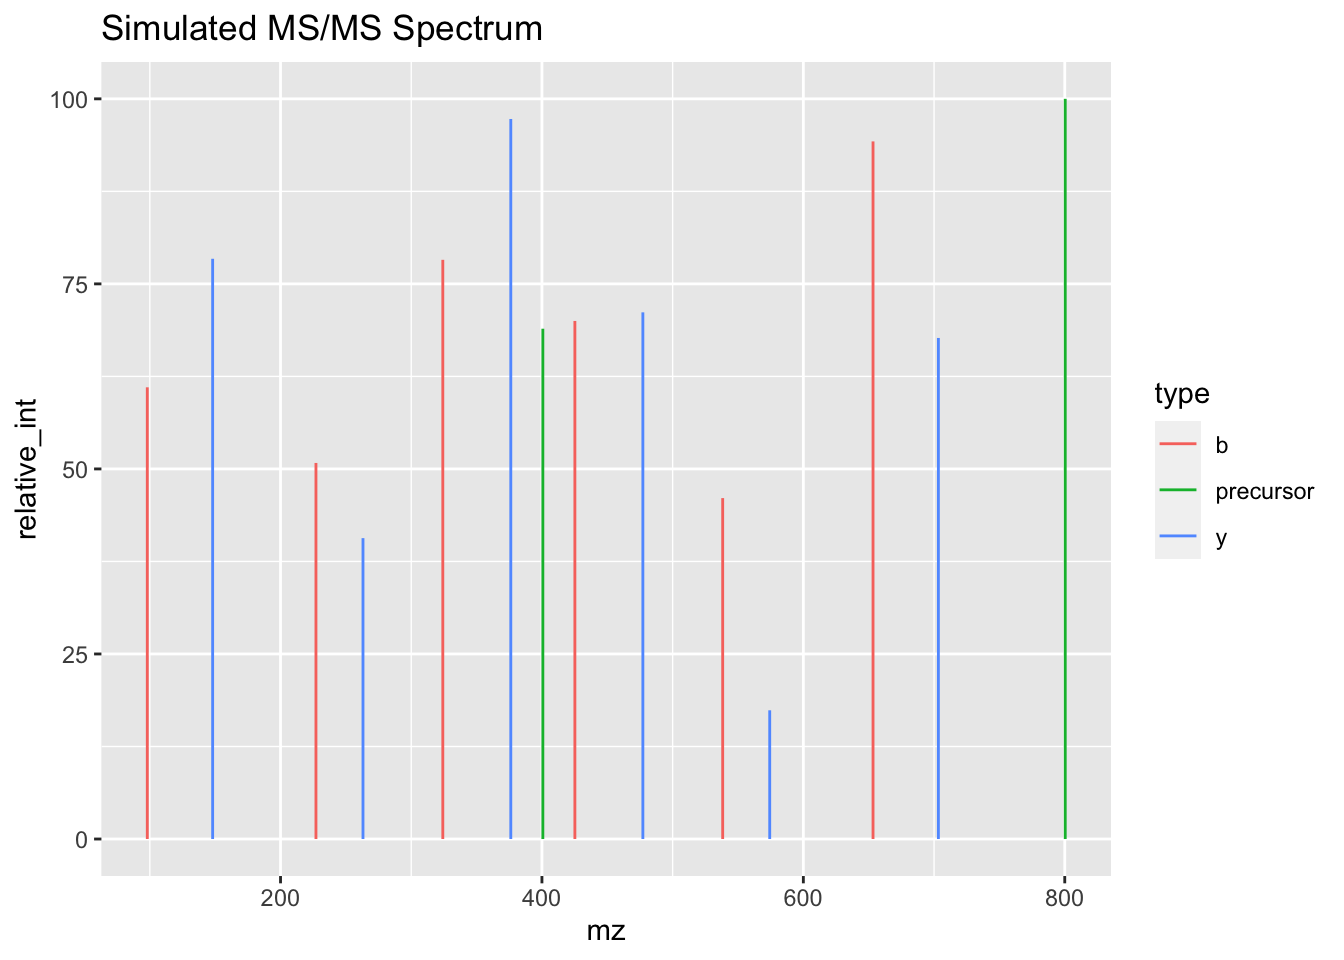 Simulated MS/MS Spectrum
100
75
50
25
0
relative_int
200
400
600
800
mz
type
b
precursor
y